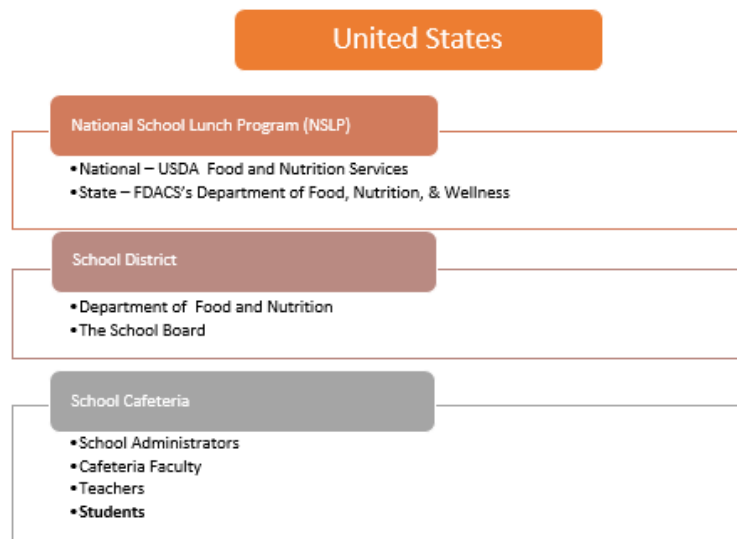 United States
National School Lunch Program (NSLP)
•National – USDA Food and Nutrition Services
•State – FDACS's Department of Food, Nutrition, & Wellness
School District
•Department of Food and Nutrition
•The School Board
School Cafeteria
•School Administrators
•Cafeteria Faculty
•Teachers
•Students